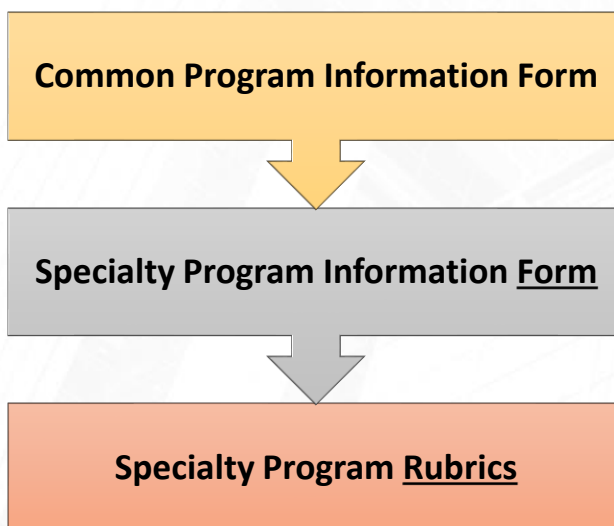 Common Program Information Form
Specialty Program Information Form
Specialty Program Rubrics